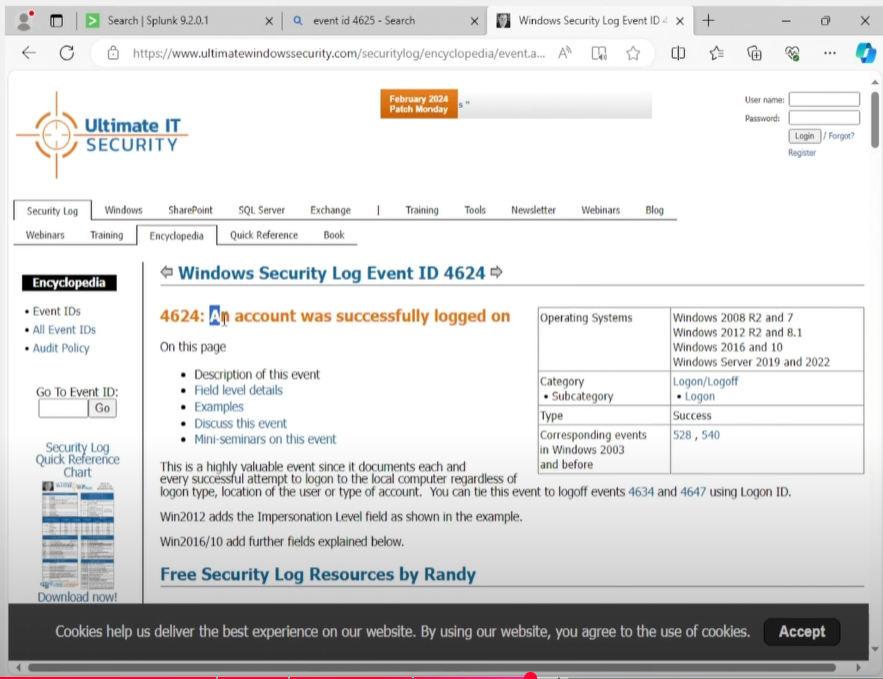 Search | Splunk 9.2.0.1
event id 4625 - Search
Windows Security Log Event ID 4
https://www.ultimatewindowssecurity.com/securitylog/encyclopedia/event.a...
Ultimate IT
SECURITY
February 2024
Patch Monday
s "
User name:
Password:
Login / Forgot?
Register
Security Log Windows SharePoint SQL Server Exchange | Training Tools Newsletter Webinars Blog
Webinars Training Encyclopedia Quick Reference Book
Encyclopedia
• Event IDs
• All Event IDs
• Audit Policy
Go To Event ID:
Go
Security Log
Quick Reference
Chart
Download now!
Windows Security Log Event ID 4624
4624: An account was successfully logged on
On this page
• Description of this event
• Field level details
• Examples
• Discuss this event
• Mini-seminars on this event
Operating Systems Windows 2008 R2 and 7
Windows 2012 R2 and 8.1
Windows 2016 and 10
Windows Server 2019 and 2022
Category Logon/Logoff
• Subcategory • Logon
Type Success
Corresponding events 528 , 540
in Windows 2003
and before
This is a highly valuable event since it documents each and
every successful attempt to logon to the local computer regardless of
logon type, location of the user or type of account. You can tie this event to logoff events 4634 and 4647 using Logon ID.
Win2012 adds the Impersonation Level field as shown in the example.
Win2016/10 add further fields explained below.
Free Security Log Resources by Randy
Cookies help us deliver the best experience on our website. By using our website, you agree to the use of cookies.
Accept